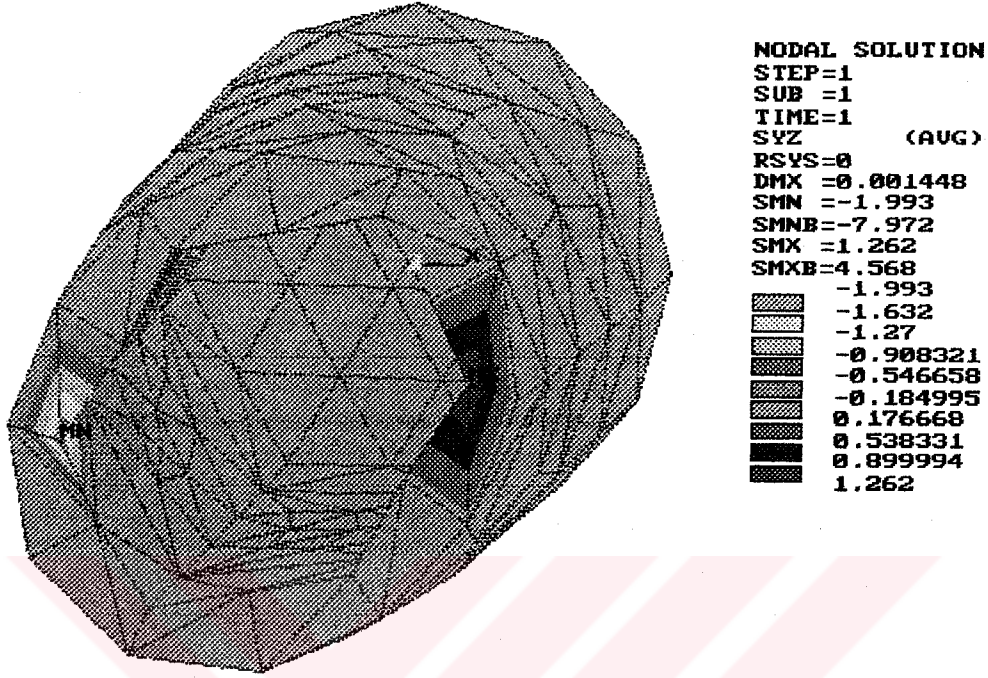 NODAL SOLUTION
STEP=1
SUB =1
TIME=1
SYZ (AVG)
RSYS=0
DMX =0.001448
SMN =-1.993
SMNB=-7.972
SMX =1.262
SMXB=4.568
-1.993
-1.632
-1.27
-0.908321
-0.546658
-0.184995
0.176668
0.538331
0.899994
1.262
X
MN